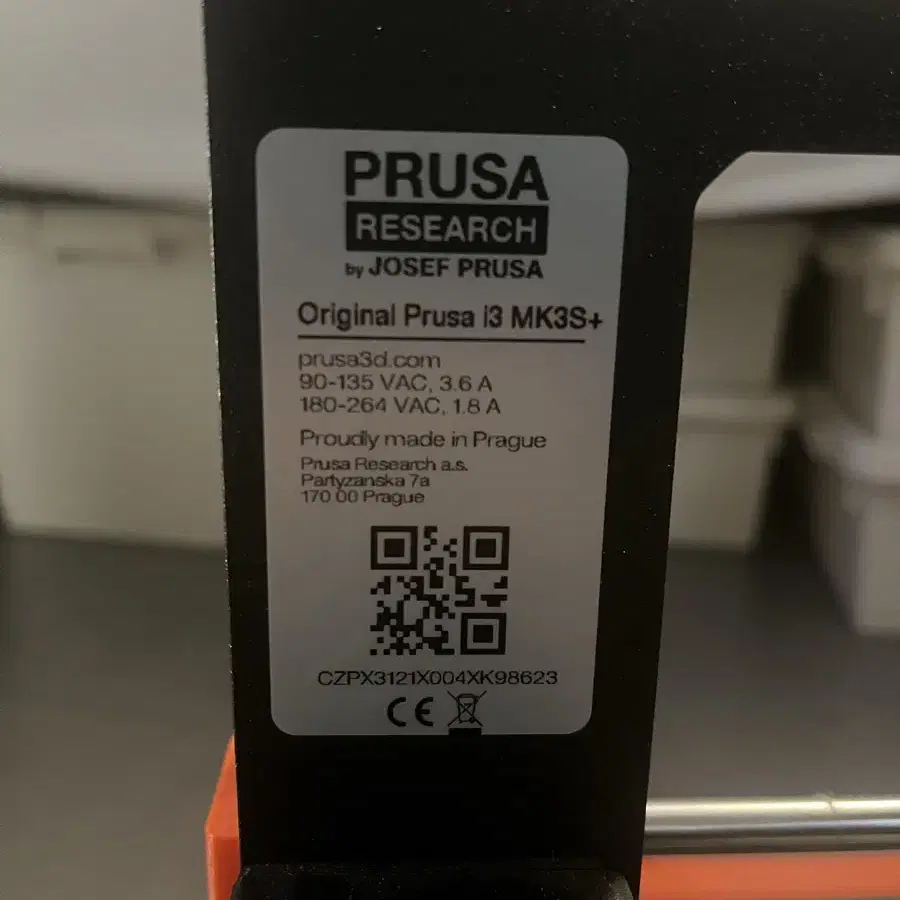 PRUSA
RESEARCH
by JOSEF PRUSA
Original Prusa i3 MK3S+
prusa3d.com
90-135 VAC, 3.6 A
180-264 VAC, 1.8 A
Proudly made in Prague
Prusa Research a.s.
Partyzanska 7a
170 00 Prague
CZPX3121X004XK98623
CE